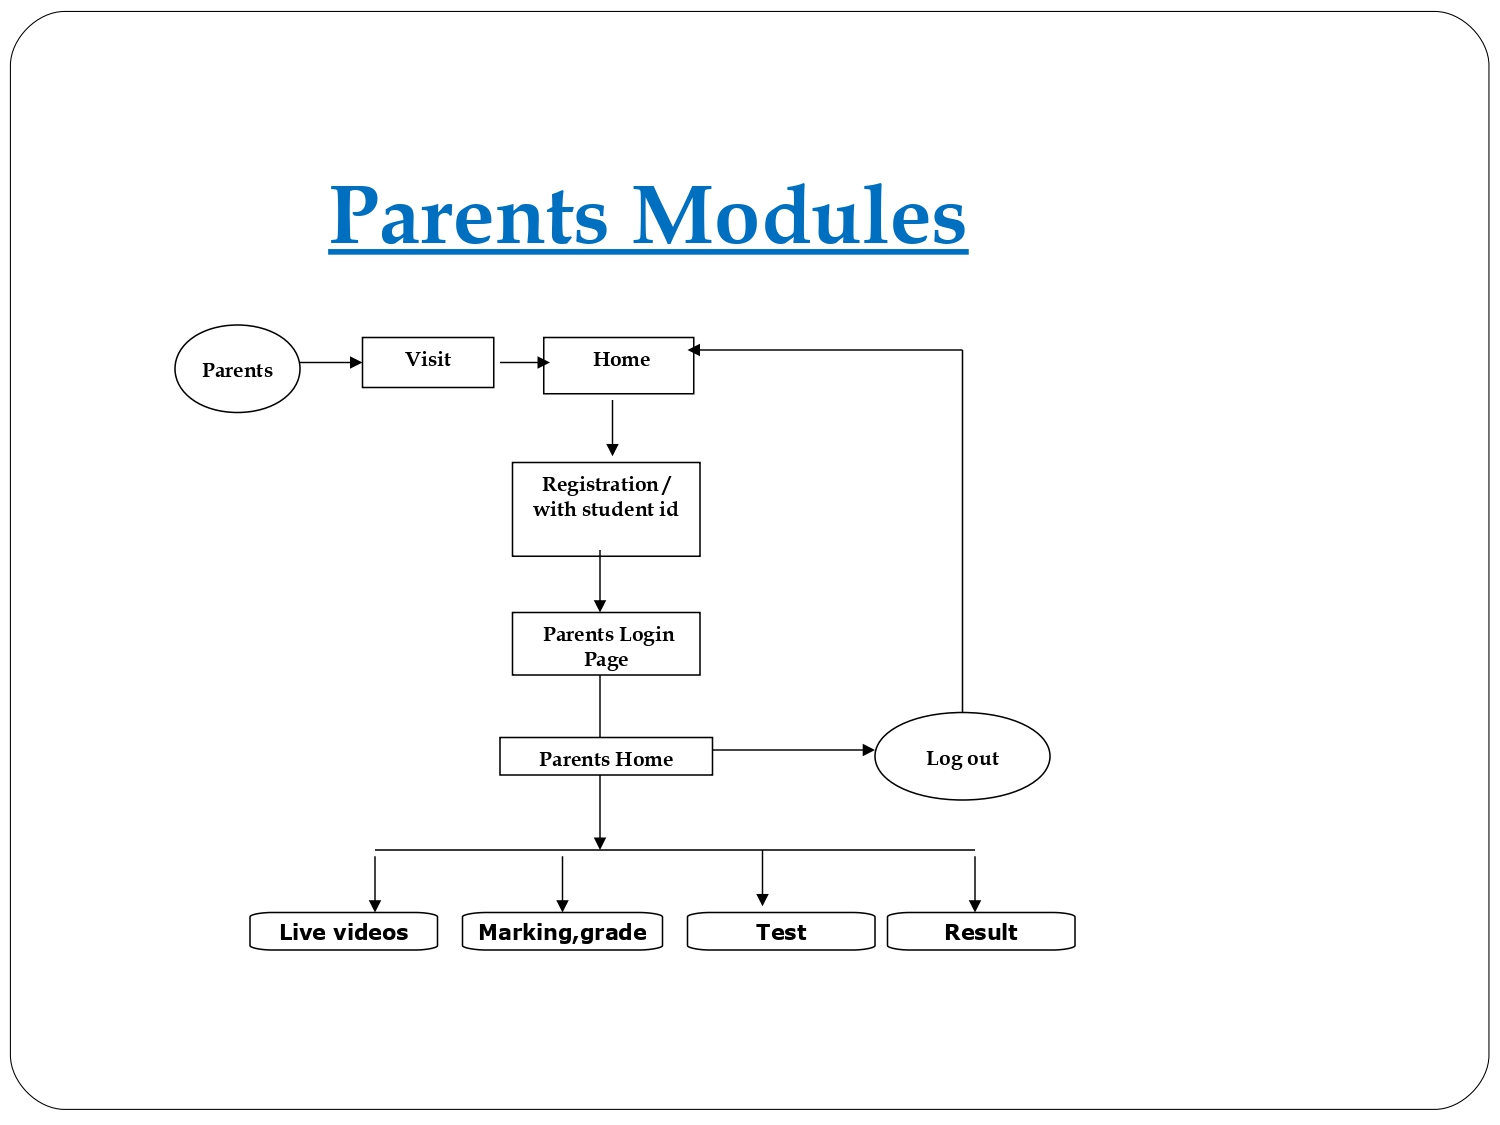 Parents Modules
Parents
Visit
Home
Registration/
with student id
Parents Login
Page
Parents Home
Log out
Live videos
Marking,grade
Test
Result